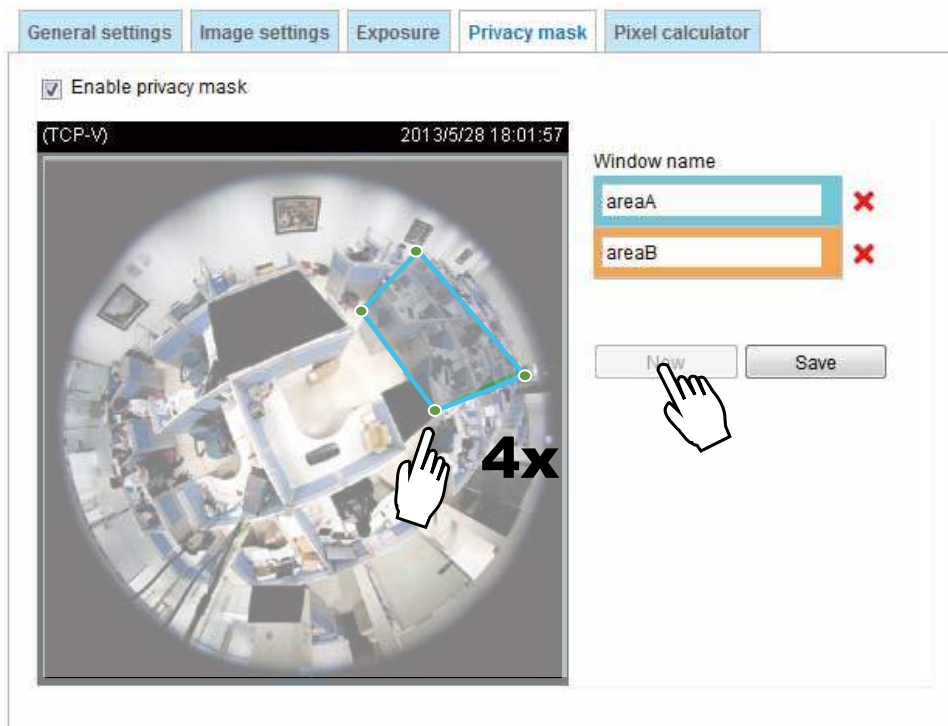 General settings Image settings Exposure Privacy mask Pixel calculator
Enable privacy mask
(TCP-V) 2013/5/28 18:01:57
Window name
areaA
areaB
New Save
4x